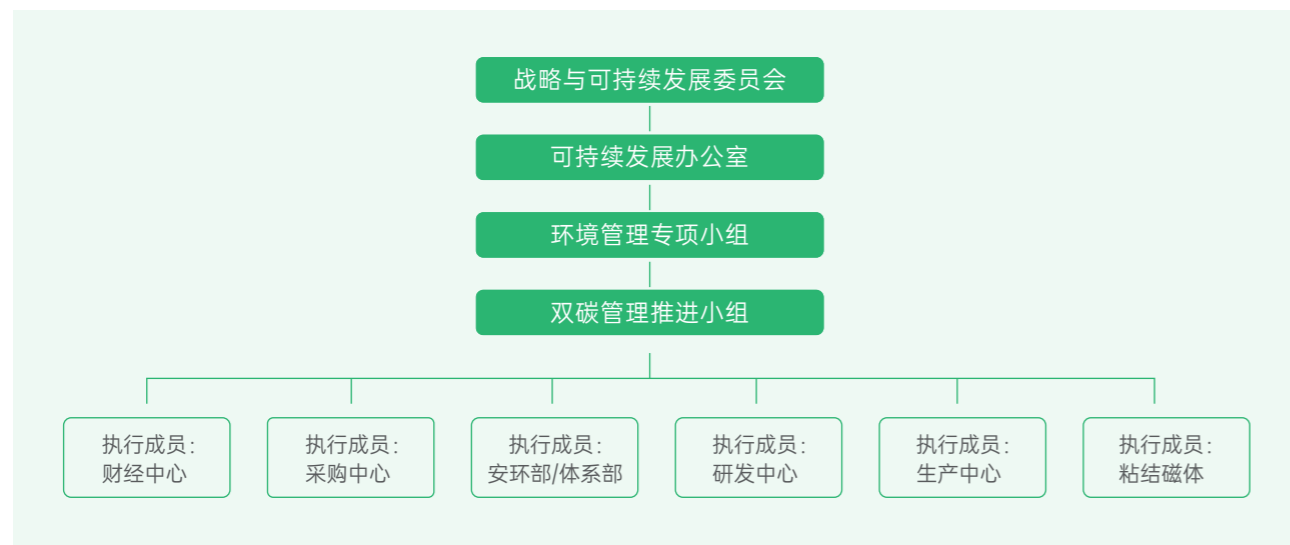 战略与可持续发展委员会
可持续发展办公室
环境管理专项小组
双碳管理推进小组
执行成员：
财经中心
执行成员：
采购中心
执行成员：
安环部/体系部
执行成员：
研发中心
执行成员：
生产中心
执行成员：
粘结磁体